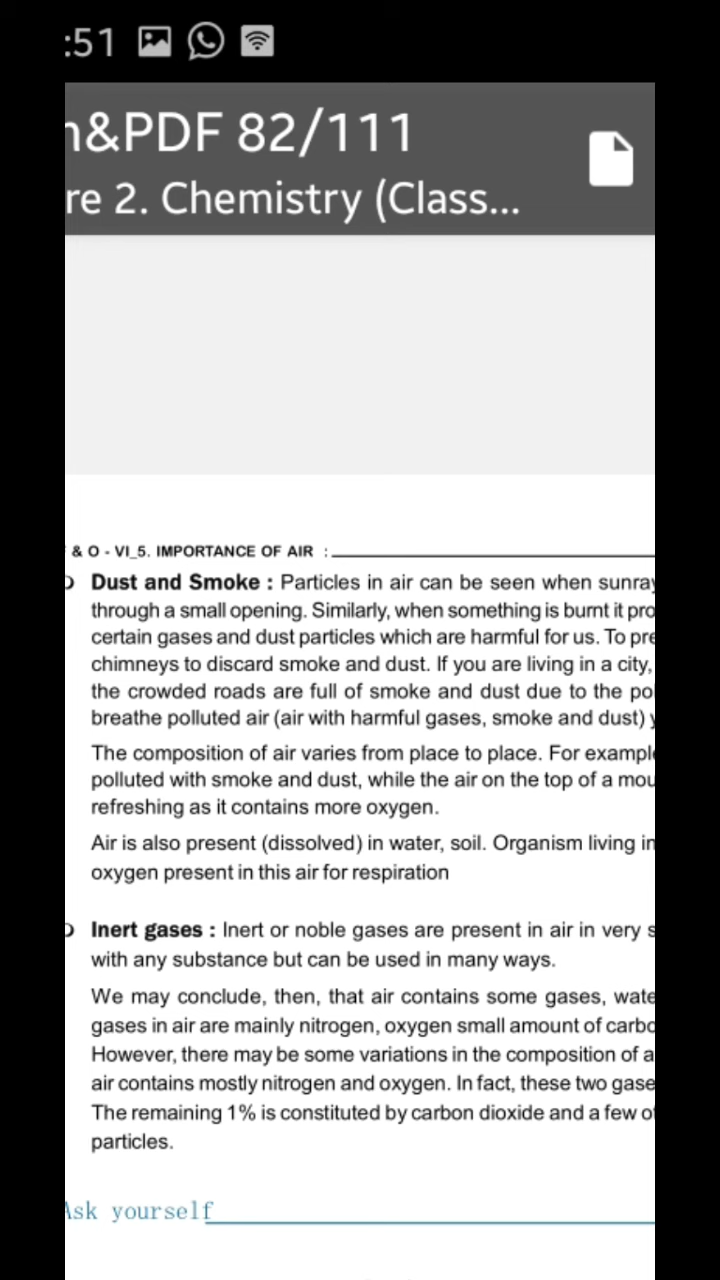 :51
&PDF 82/111
re 2. Chemistry (Class...
& O - VI_5. IMPORTANCE OF AIR :
Dust and Smoke : Particles in air can be seen when sunray
through a small opening. Similarly, when something is burnt it pro
certain gases and dust particles which are harmful for us. To pre
chimneys to discard smoke and dust. If you are living in a city,
the crowded roads are full of smoke and dust due to the pol
breathe polluted air (air with harmful gases, smoke and dust) y
The composition of air varies from place to place. For exampl
polluted with smoke and dust, while the air on the top of a mou
refreshing as it contains more oxygen.
Air is also present (dissolved) in water, soil. Organism living in
oxygen present in this air for respiration
Inert gases : Inert or noble gases are present in air in very s
with any substance but can be used in many ways.
We may conclude, then, that air contains some gases, wate
gases in air are mainly nitrogen, oxygen small amount of carbo
However, there may be some variations in the composition of a
air contains mostly nitrogen and oxygen. In fact, these two gase
The remaining 1% is constituted by carbon dioxide and a few ot
particles.
Ask yourself